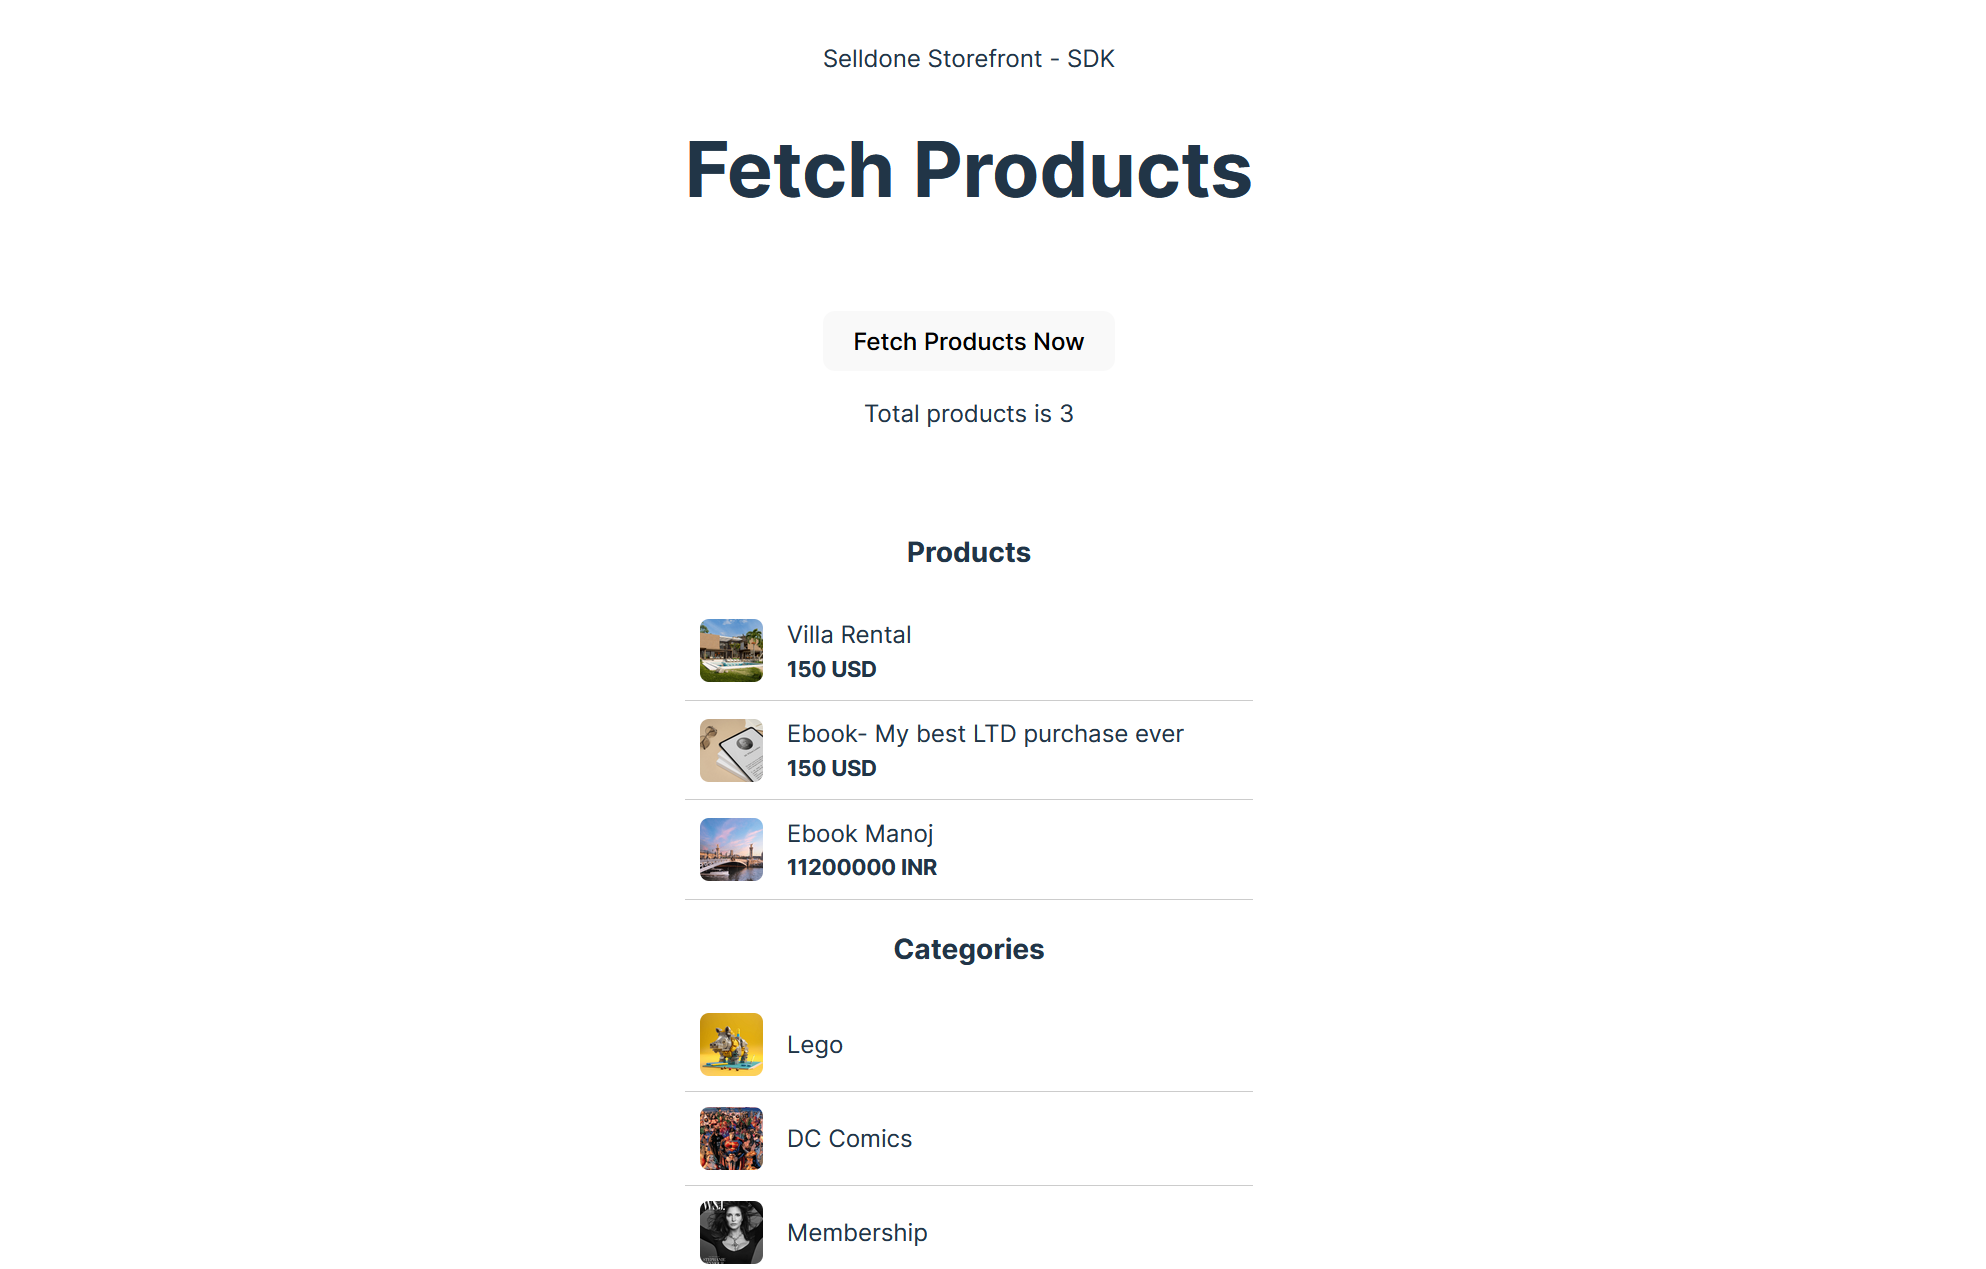 Selldone Storefront - SDK
Fetch Products
Fetch Products Now
Total products is 3
Products
Villa Rental
150 USD
Ebook- My best LTD purchase ever
150 USD
Ebook Manoj
11200000 INR
Categories
Lego
DC Comics
WSJ.
Membership